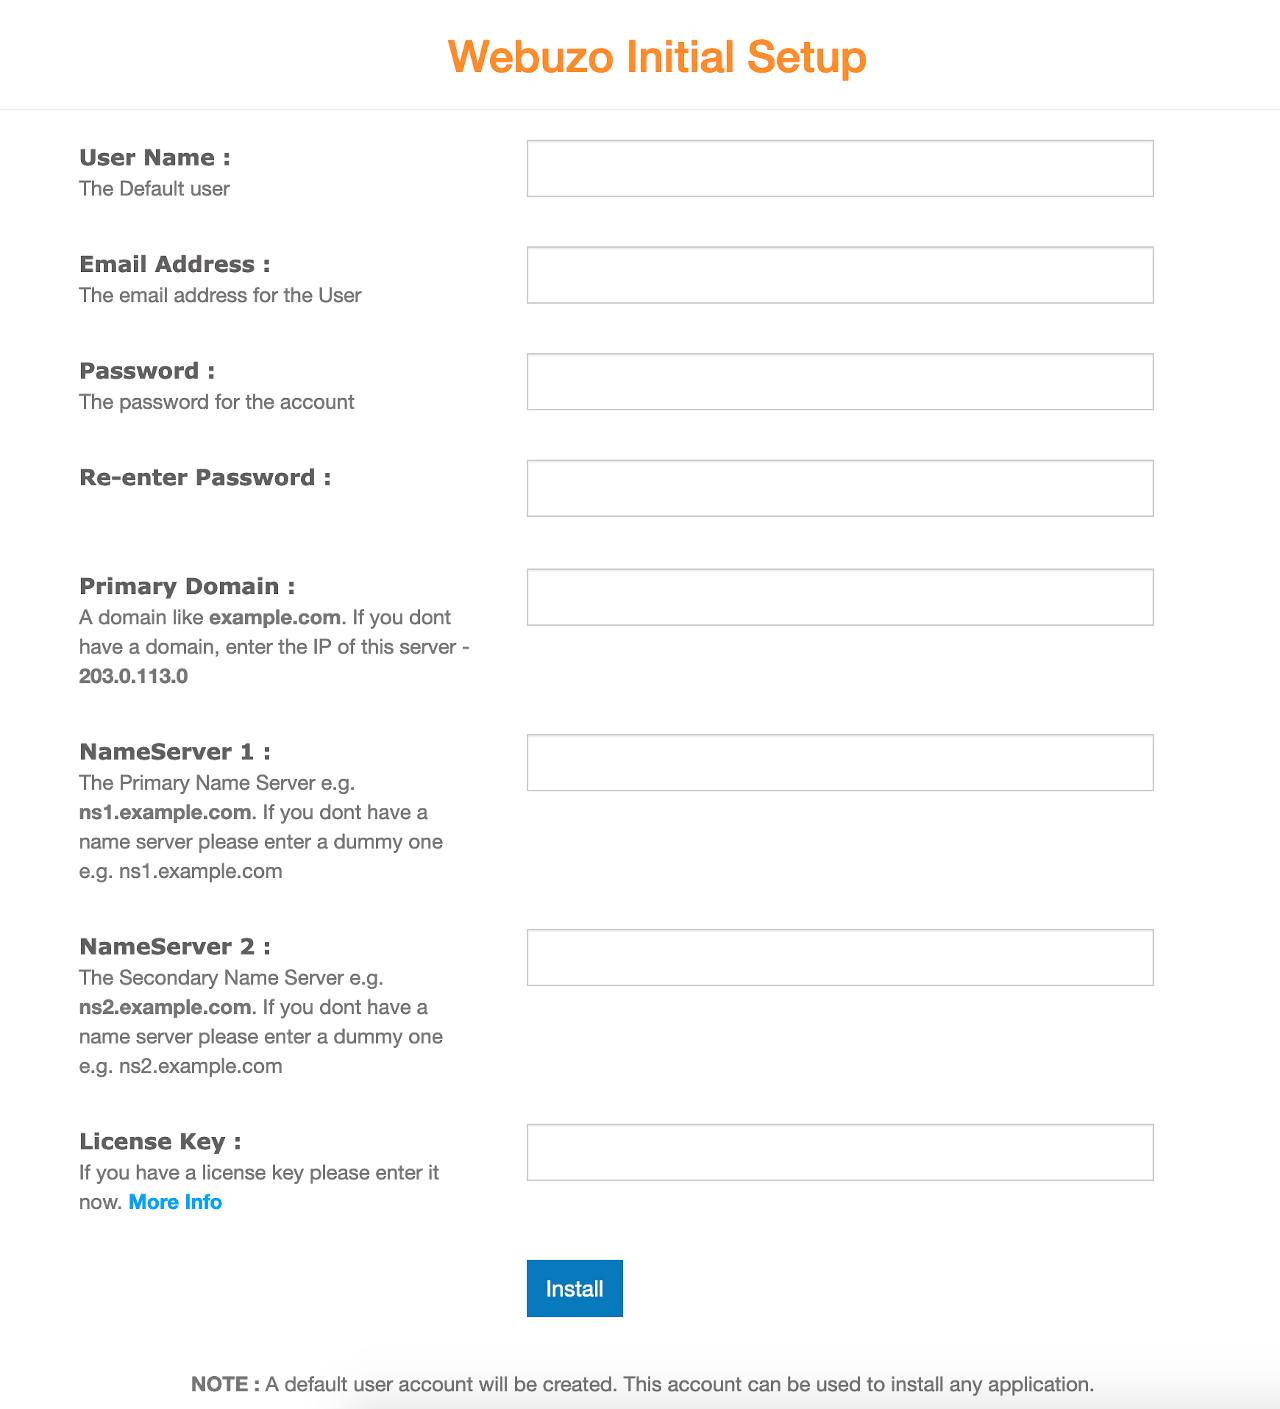 Webuzo Initial Setup
User Name :
The Default user
Email Address :
The email address for the User
Password :
The password for the account
Re-enter Password :
Primary Domain :
A domain like example.com. If you dont
have a domain, enter the IP of this server -
203.0.113.0
NameServer 1 :
The Primary Name Server e.g.
ns1.example.com. If you dont have a
name server please enter a dummy one
e.g. ns1.example.com
NameServer 2 :
The Secondary Name Server e.g.
ns2.example.com. If you dont have a
name server please enter a dummy one
e.g. ns2.example.com
License Key :
If you have a license key please enter it
now. More Info
Install
NOTE : A default user account will be created. This account can be used to install any application.